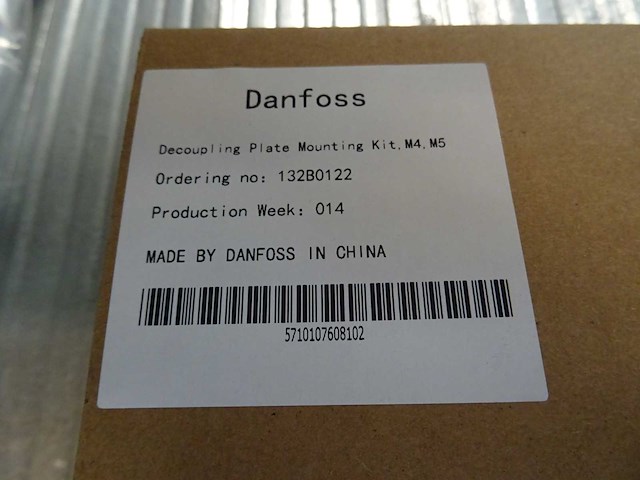 Danfoss
Decoupling Plate Mounting Kit,M4,M5
Ordering no: 132B0122
Production Week: 014
MADE BY DANFOSS IN CHINA
5710107608102